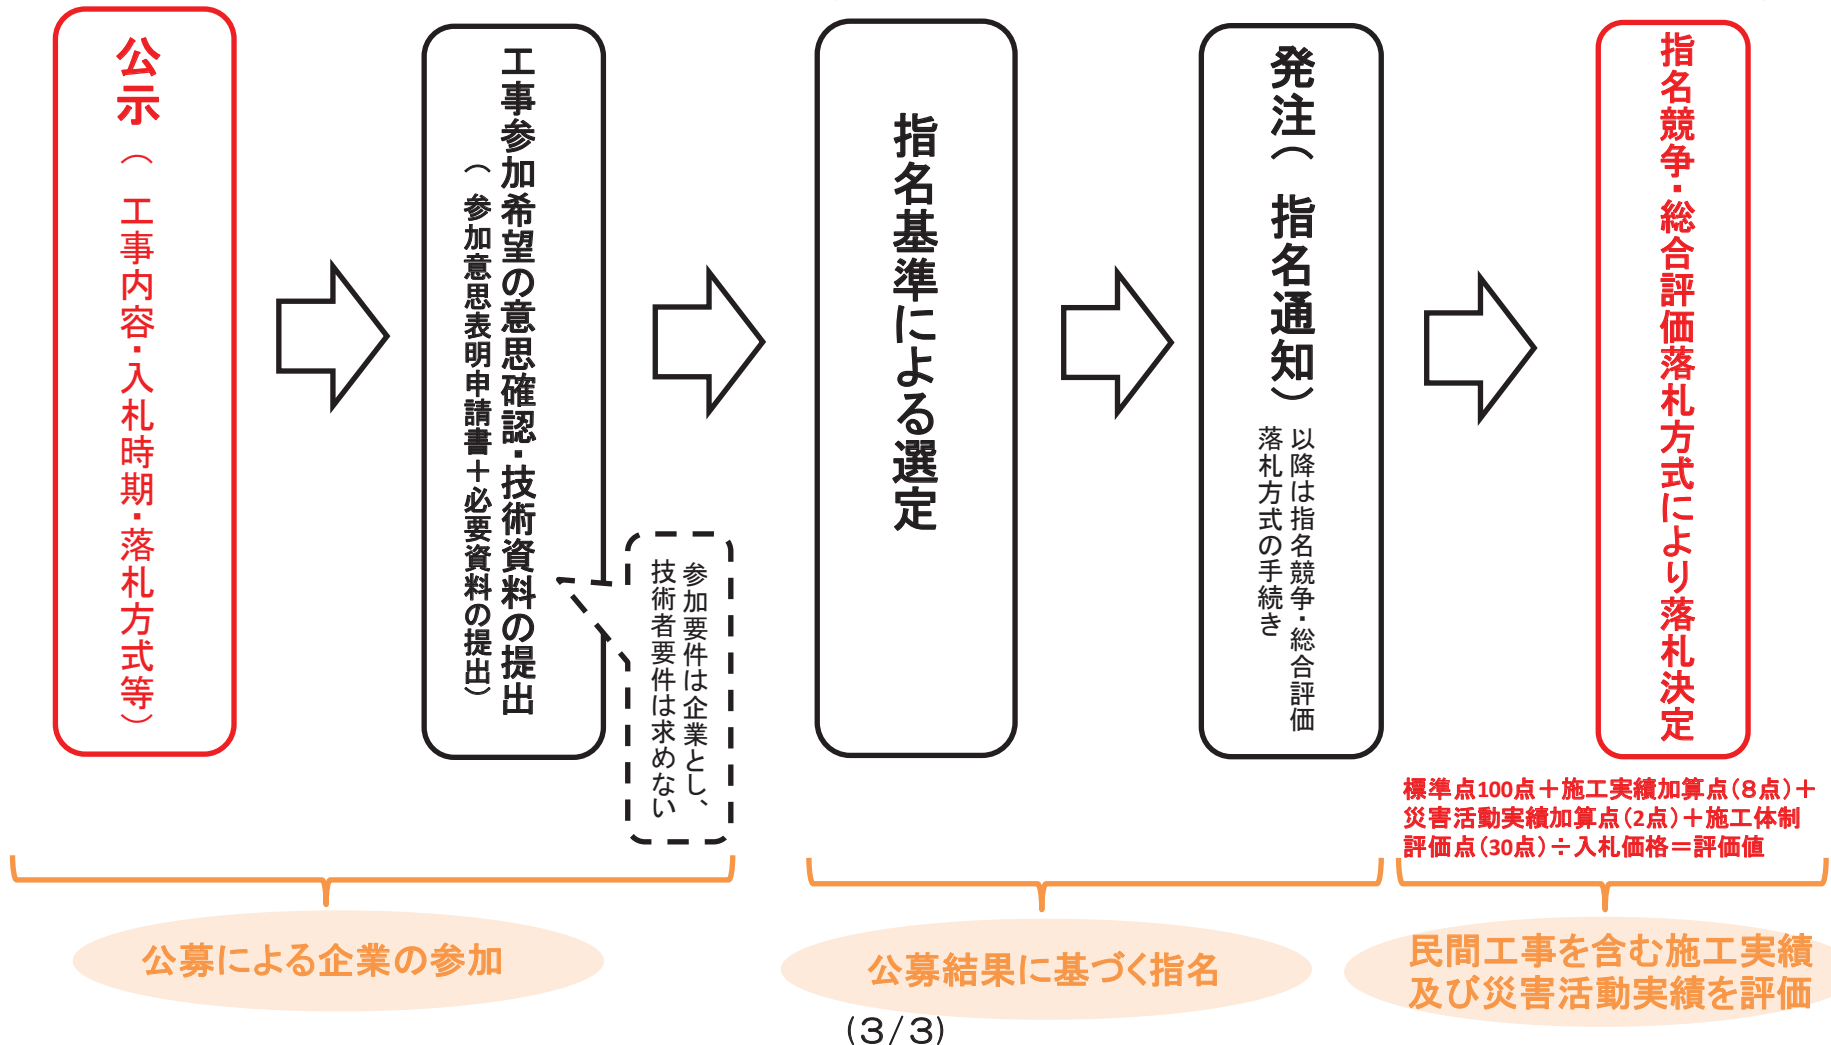 公示（工事内容・入札時期・落札方式等）
工事参加希望の意思確認・技術資料の提出
（参加意思表明申請書＋必要資料の提出）
参加要件は企業とし、
技術者要件は求めない
指名基準による選定
発注（指名通知）
以降は指名競争・総合評価
落札方式の手続き
指名競争・総合評価落札方式により落札決定
標準点100点＋施工実績加算点（８点）＋
災害活動実績加算点（2点）＋施工体制
評価点（30点）÷入札価格＝評価値
公募による企業の参加
公募結果に基づく指名
民間工事を含む施工実績
及び災害活動実績を評価
（３/３）